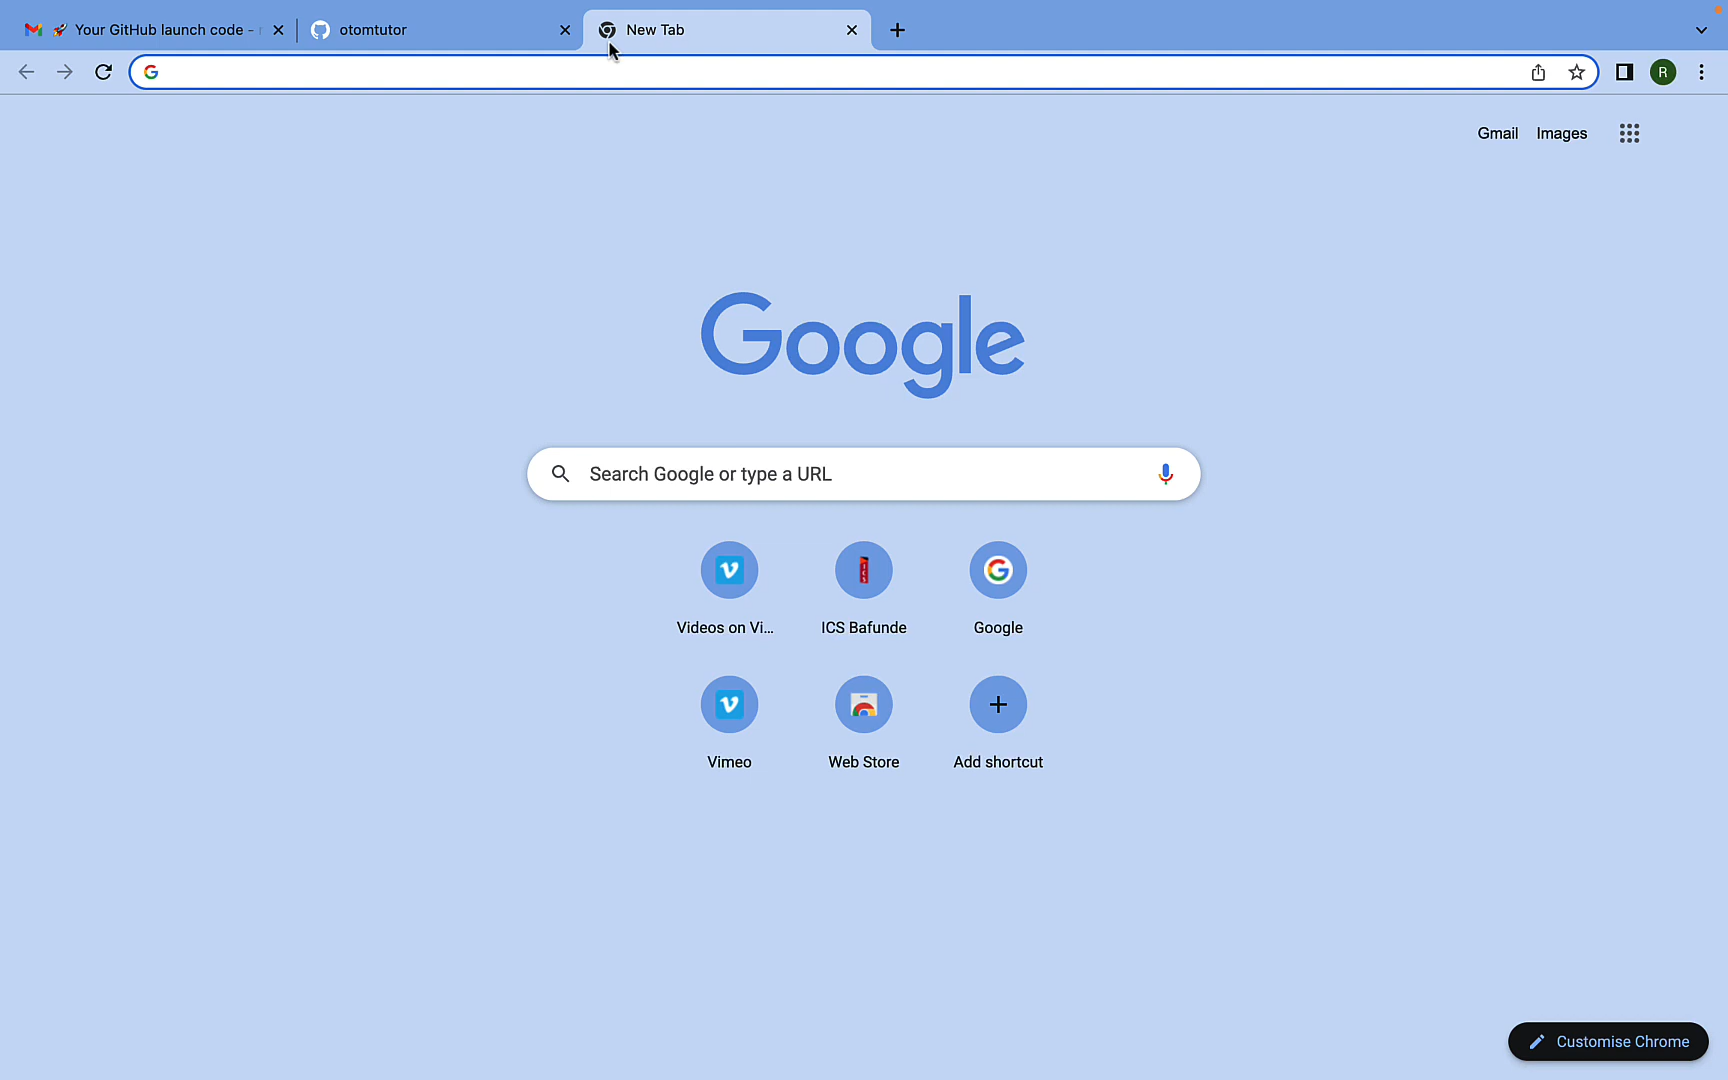 🚀 Your GitHub launch code -
otomtutor
New Tab
R
Gmail
Images
Google
Search Google or type a URL
Videos on Vi...
ICS Bafunde
Google
Vimeo
Web Store
Add shortcut
Customise Chrome